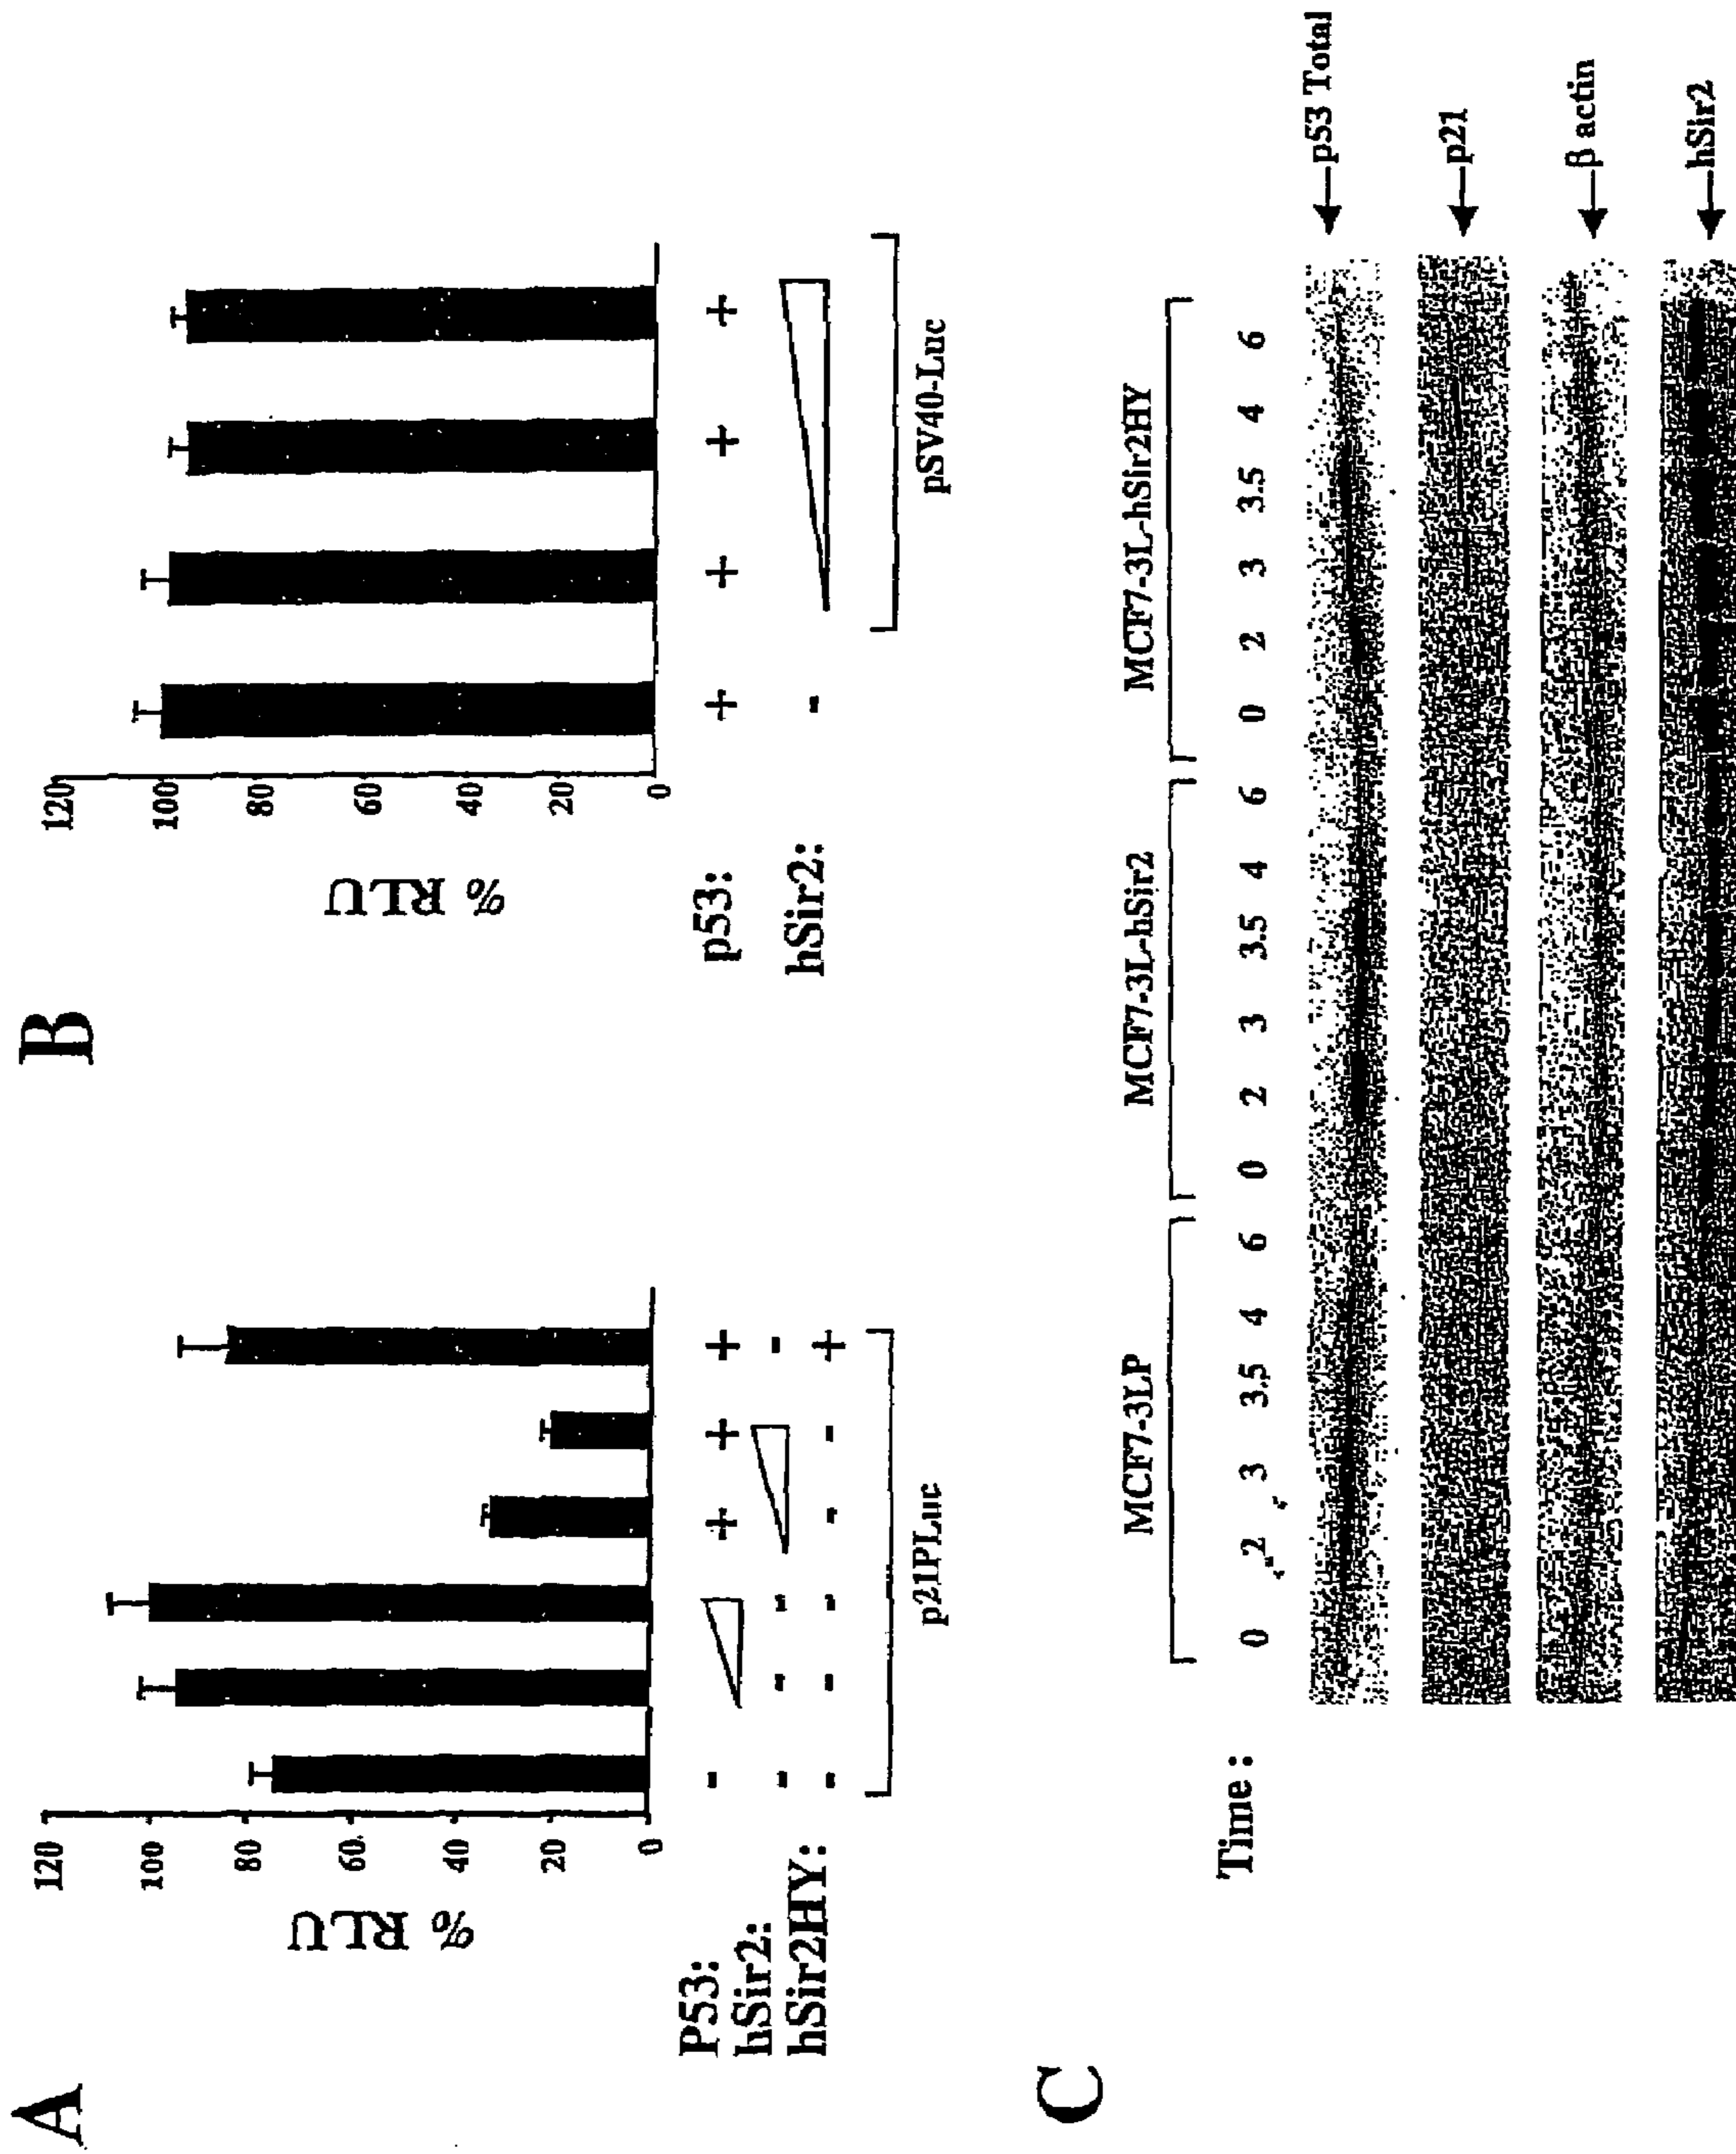 A
120
100
80
60
40
20
0
% RLU
P53: - + + +
hSir2: - - - -
hSir2HY: - - - - - +
p21PLuc
B
120
100
80
60
40
20
0
% RLU
p53: + + + +
hSir2: -
pSV40-Luc
C
MCF7-3LP MCF7-3L-hSir2 MCF7-3L-hSir2HY
Time : 0 2 3 3.5 4 6 0 2 3 3.5 4 6 0 2 3 3.5 4 6
p53 Total
p21
β actin
hSir2